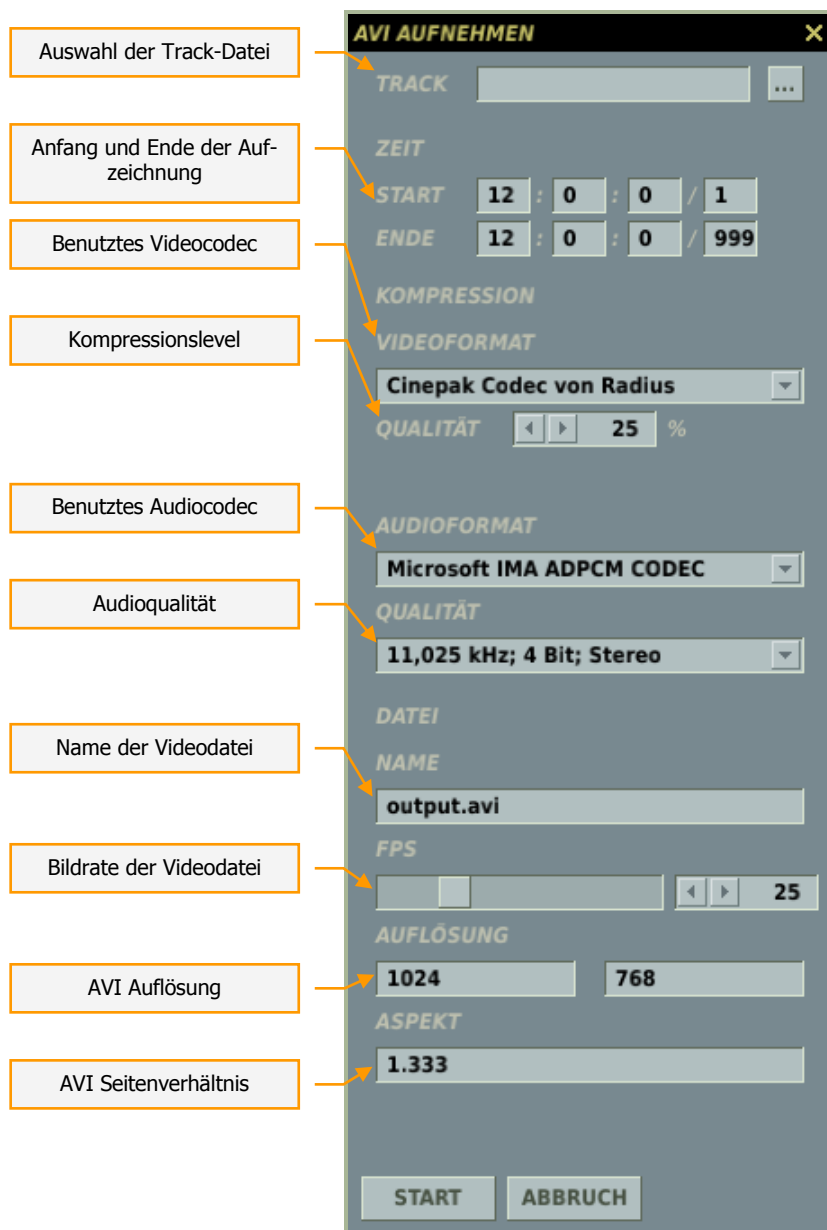 AVI AUFNEHMEN
Auswahl der Track-Datei
TRACK
...
Anfang und Ende der Auf-
zeichnung
ZEIT
START 12 : 0 : 0 / 1
ENDE 12 : 0 : 0 / 999
Benutztes Videocodec
KOMPRESSION
Kompressionslevel
VIDEOFORMAT
Cinepak Codec von Radius
QUALITÄT 25 %
Benutztes Audiocodec
AUDIOFORMAT
Microsoft IMA ADPCM CODEC
Audioqualität
QUALITÄT
11,025 kHz; 4 Bit; Stereo
DATEI
Name der Videodatei
NAME
output.avi
FPS
Bildrate der Videodatei
25
AUFLÖSUNG
AVI Auflösung
1024 768
ASPEKT
1.333
AVI Seitenverhältnis
START ABBRUCH